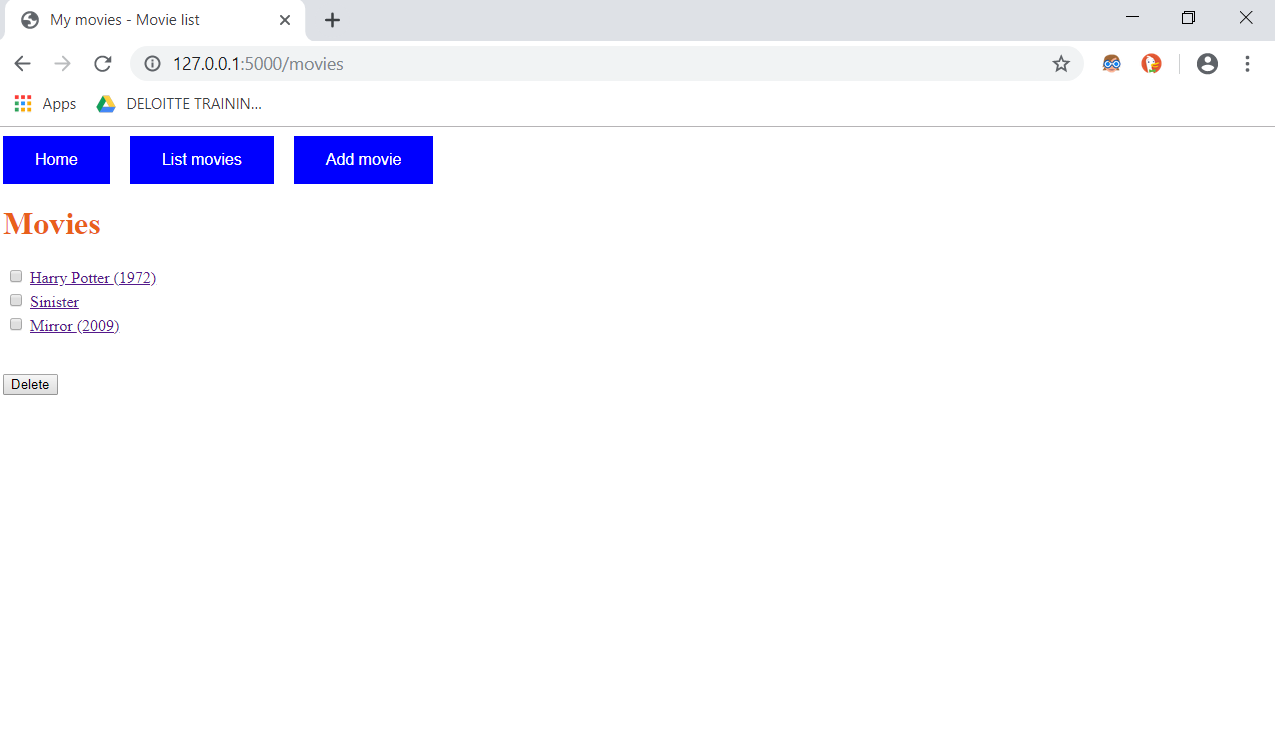 My movies - Movie list
127.0.0.1:5000/movies
Apps DELOITTE TRAININ...
Home List movies Add movie
Movies
Harry Potter (1972)
Sinister
Mirror (2009)
Delete